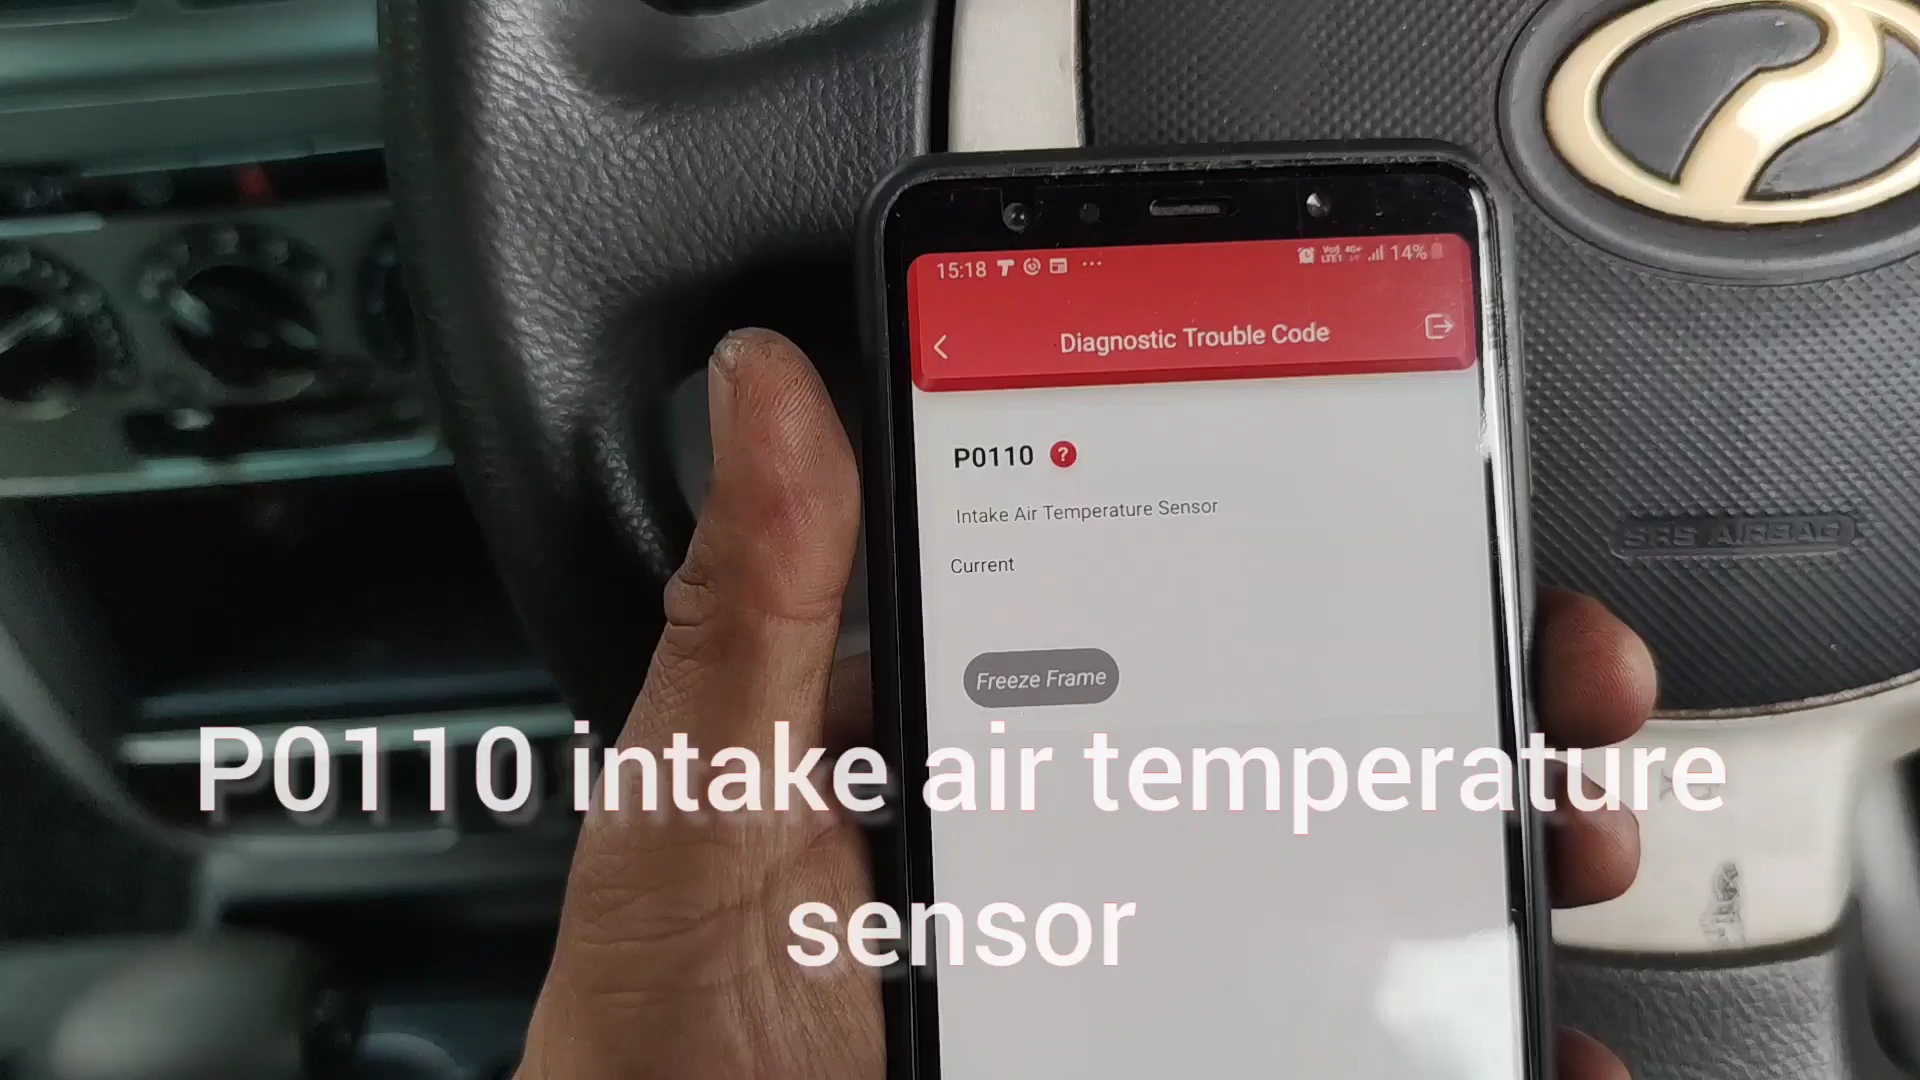 15:18
14%
Diagnostic Trouble Code
P0110 ?
Intake Air Temperature Sensor
Current
Freeze Frame
SRS AIRBAG
P0110 intake air temperature
sensor